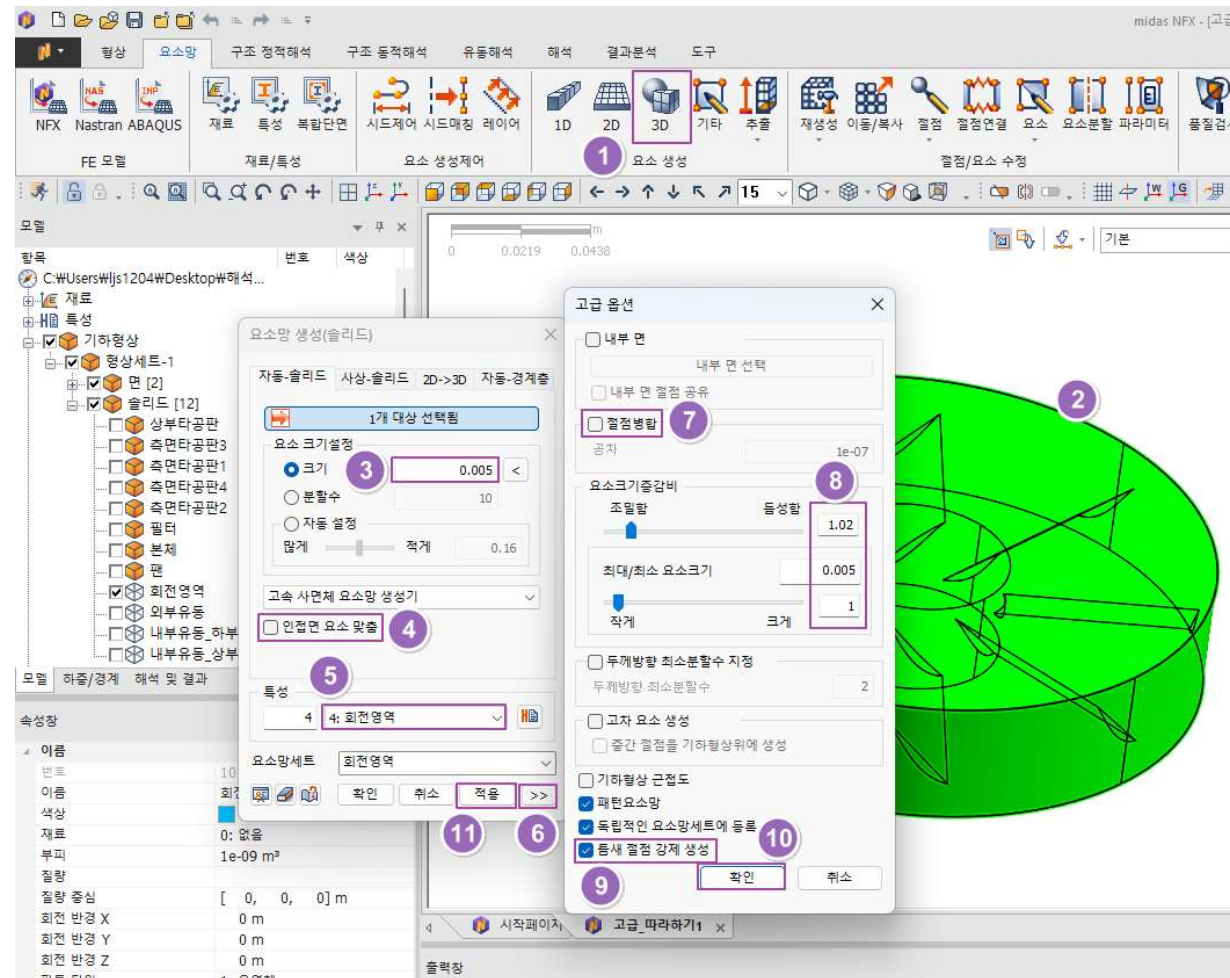 midas NFX - [고급
형상 요소망 구조 정적해석 구조 동적해석 유동해석 해석 결과분석 도구
NAS INP
NFX Nastran ABAQUS 재료 특성 복합단면 시드제어 시드매칭 레이어 1D 2D 3D 기타 추출 재생성 이동/복사 절점 절점연결 요소 요소분할 파라미터 품질검사
1
FE 모델 재료/특성 요소 생성제어 요소 생성 절점/요소 수정
15
모델
항목 번호 색상
C:₩Users₩ljs1204₩Desktop₩해석...
재료
특성
기하형상
형상세트-1
면 [2]
솔리드 [12]
상부타공판
측면타공판3
측면타공판1
측면타공판4
측면타공판2
필터
본체
팬
회전영역
외부유동
내부유동_하부
내부유동_상부
모델 하중/경계 해석 및 결과
속성창
이름
번호 10
이름 회전
색상
재료 0: 없음
부피 1e-09 m³
질량
질량 중심 [ 0, 0, 0] m
회전 반경 X 0 m
회전 반경 Y 0 m
회전 반경 Z 0 m
m
0 0.0219 0.0438
기본
2
요소망 생성(솔리드)
자동-솔리드 사상-솔리드 2D->3D 자동-경계층
1개 대상 선택됨
요소 크기설정
크기 3 0.005 <
분할수 10
자동 설정
많게 적게 0.16
고속 사면체 요소망 생성기
인접면 요소 맞춤 4
5
특성
4 4: 회전영역
요소망세트 회전영역
확인 취소 적용 >>
11 6
고급 옵션
내부 면
내부 면 선택
내부 면 절점 공유
절점병합 7
공차 1e-07
8
요소크기증감비
조밀함 듬성함
1.02
최대/최소 요소크기 0.005
1
작게 크게
두께방향 최소분할수 지정
두께방향 최소분할수 2
고차 요소 생성
중간 절점을 기하형상위에 생성
기하형상 근접도
패턴요소망
독립적인 요소망세트에 등록
틈새 절점 강제 생성 10
9 확인 취소
시작페이지 고급_따라하기1
출력창